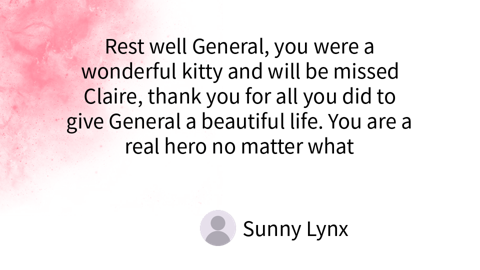 Rest well General, you were a
wonderful kitty and will be missed
Claire, thank you for all you did to
give General a beautiful life. You are a
real hero no matter what
Sunny Lynx